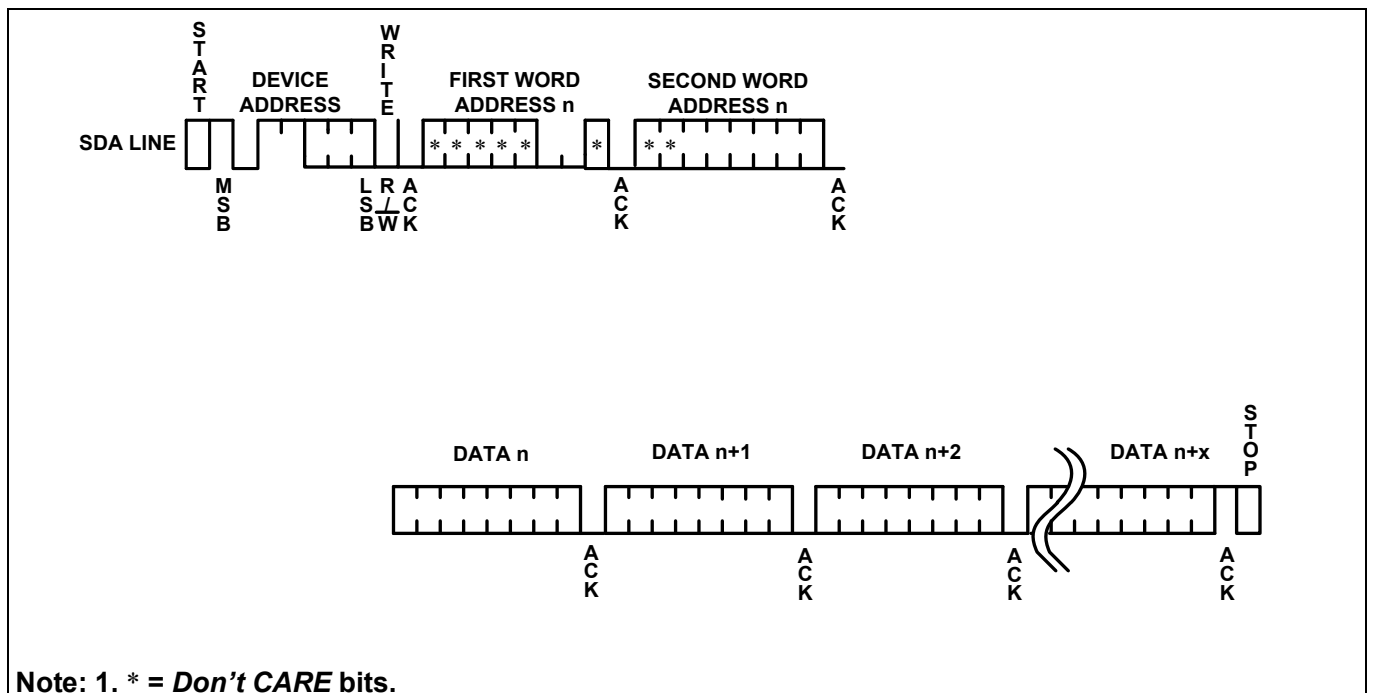 START
WRITE
DEVICE
ADDRESS
FIRST WORD
ADDRESS n
SECOND WORD
ADDRESS n
SDA LINE
* * * * *
*
* *
MSB
LSB
R/W
ACK
ACK
ACK
DATA n
DATA n+1
DATA n+2
DATA n+x
STOP
ACK
ACK
ACK
ACK
Note: 1. * = Don't CARE bits.